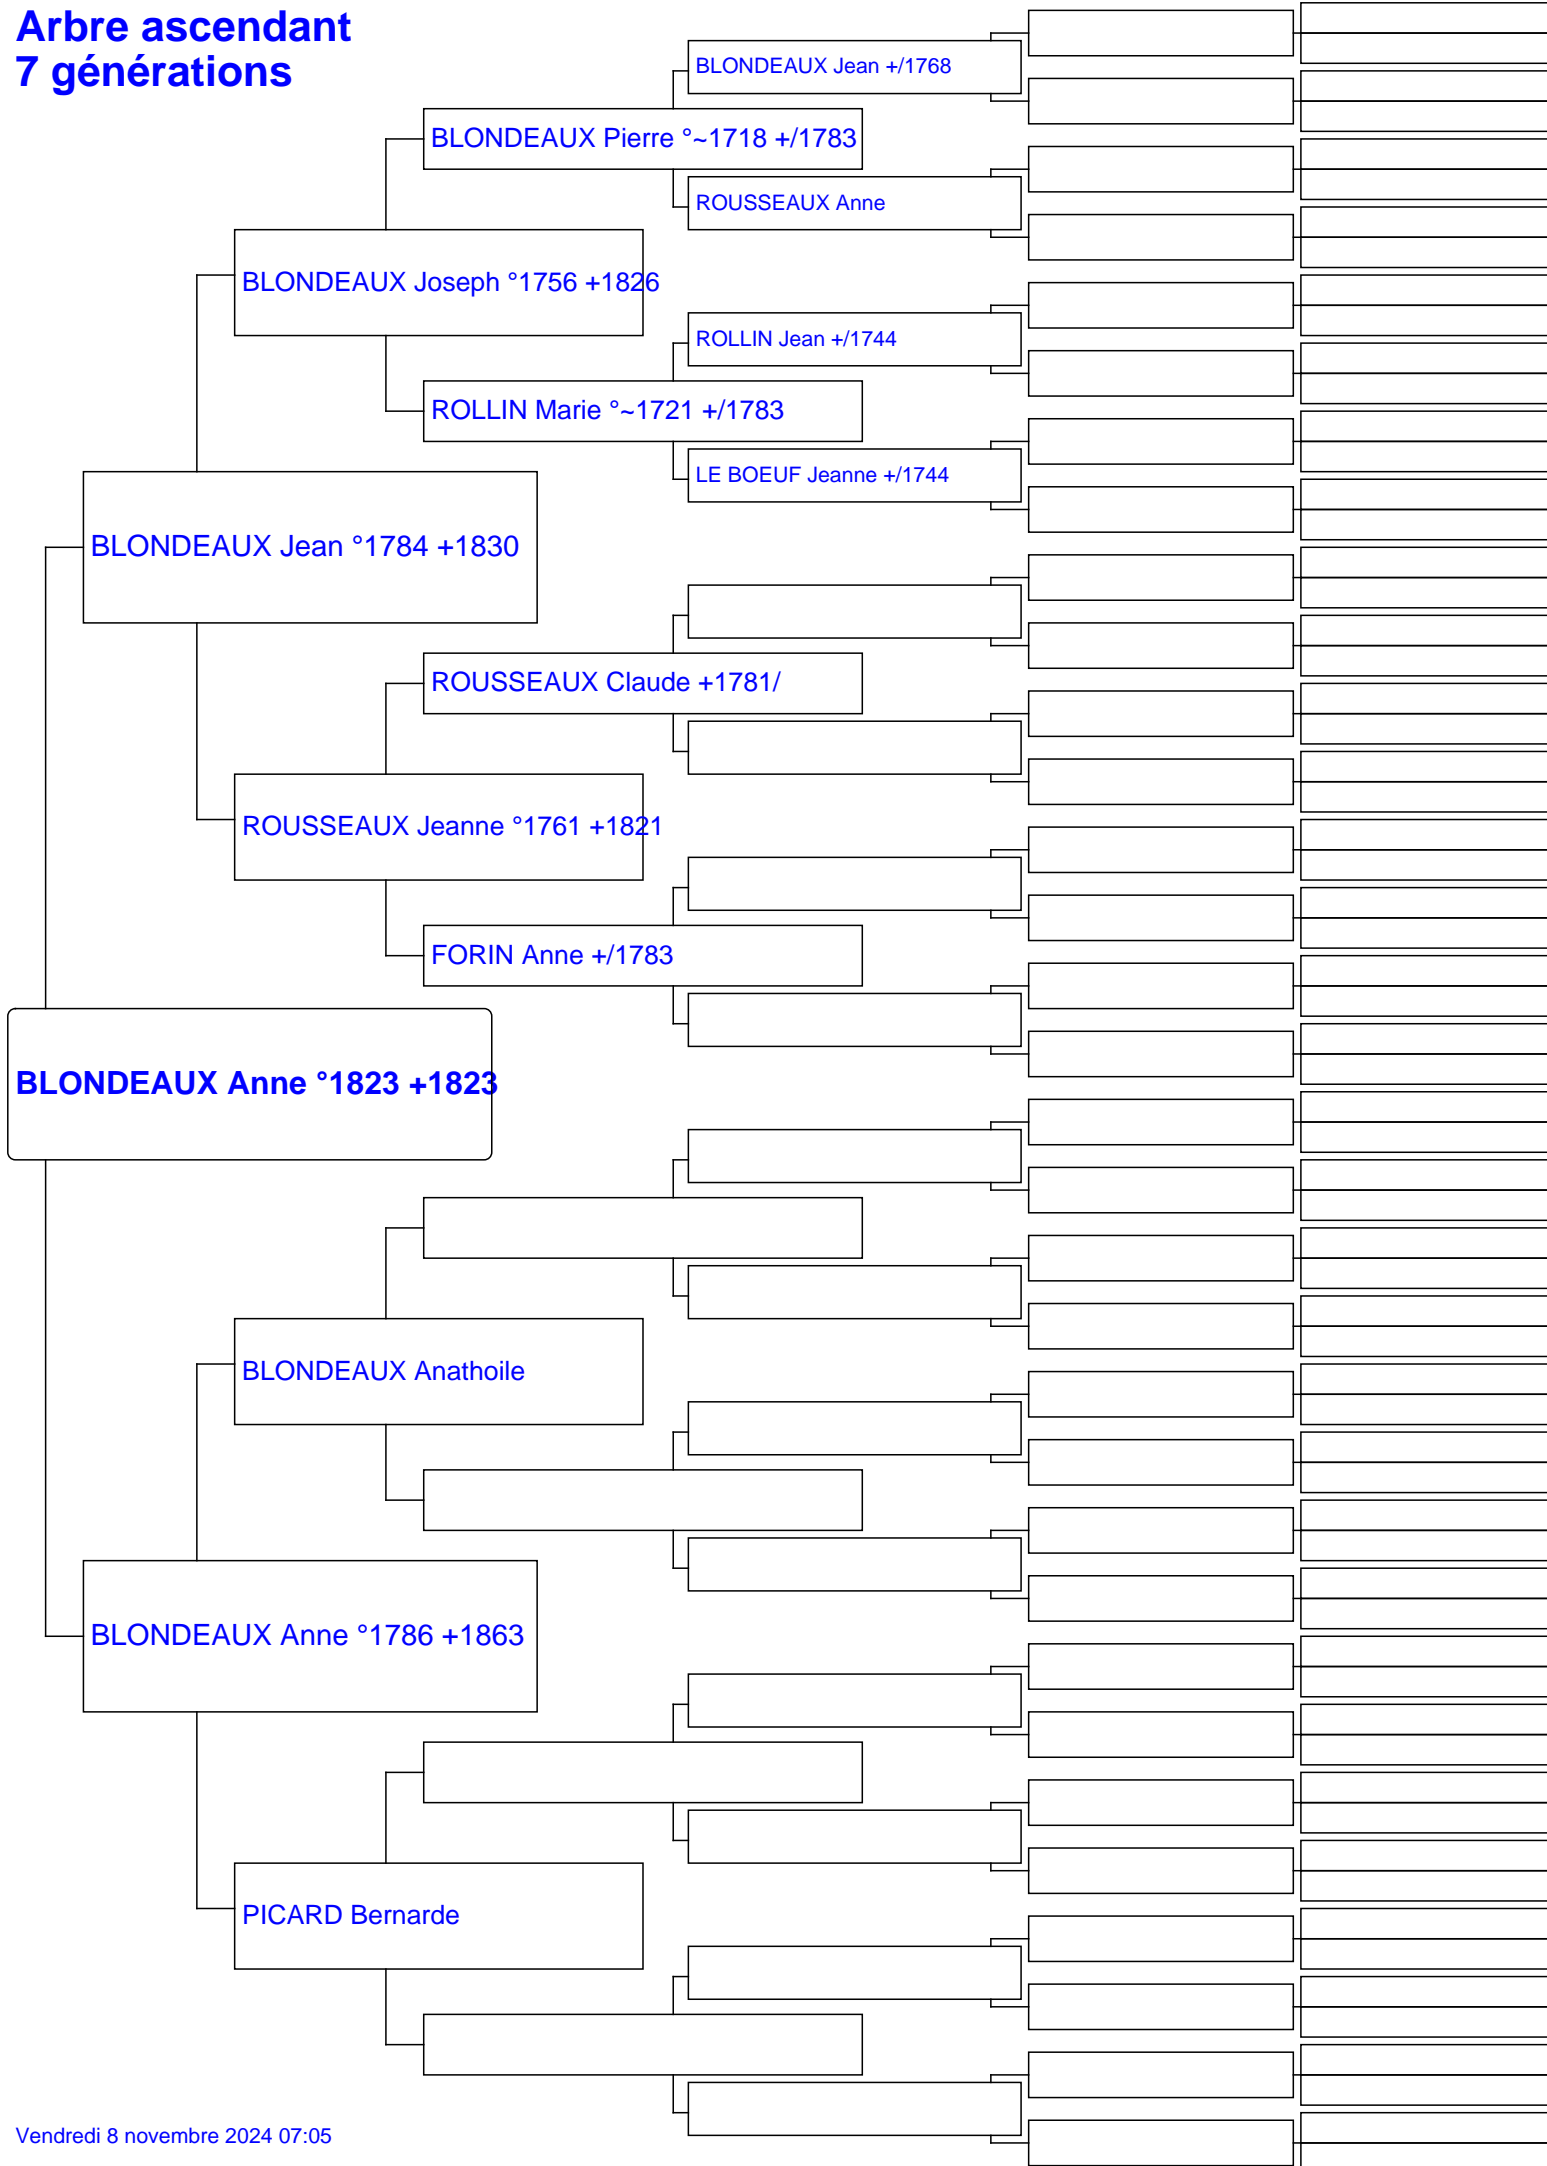 Arbre ascendant
7 générations
BLONDEAUX Jean +/1768
BLONDEAUX Pierre °~1718 +/1783
ROUSSEAUX Anne
BLONDEAUX Joseph °1756 +1826
ROLLIN Jean +/1744
ROLLIN Marie °~1721 +/1783
LE BOEUF Jeanne +/1744
BLONDEAUX Jean °1784 +1830
ROUSSEAUX Claude +1781/
ROUSSEAUX Jeanne °1761 +1821
FORIN Anne +/1783
BLONDEAUX Anne °1823 +1823
BLONDEAUX Anathoile
BLONDEAUX Anne °1786 +1863
PICARD Bernarde
Vendredi 8 novembre 2024 07:05